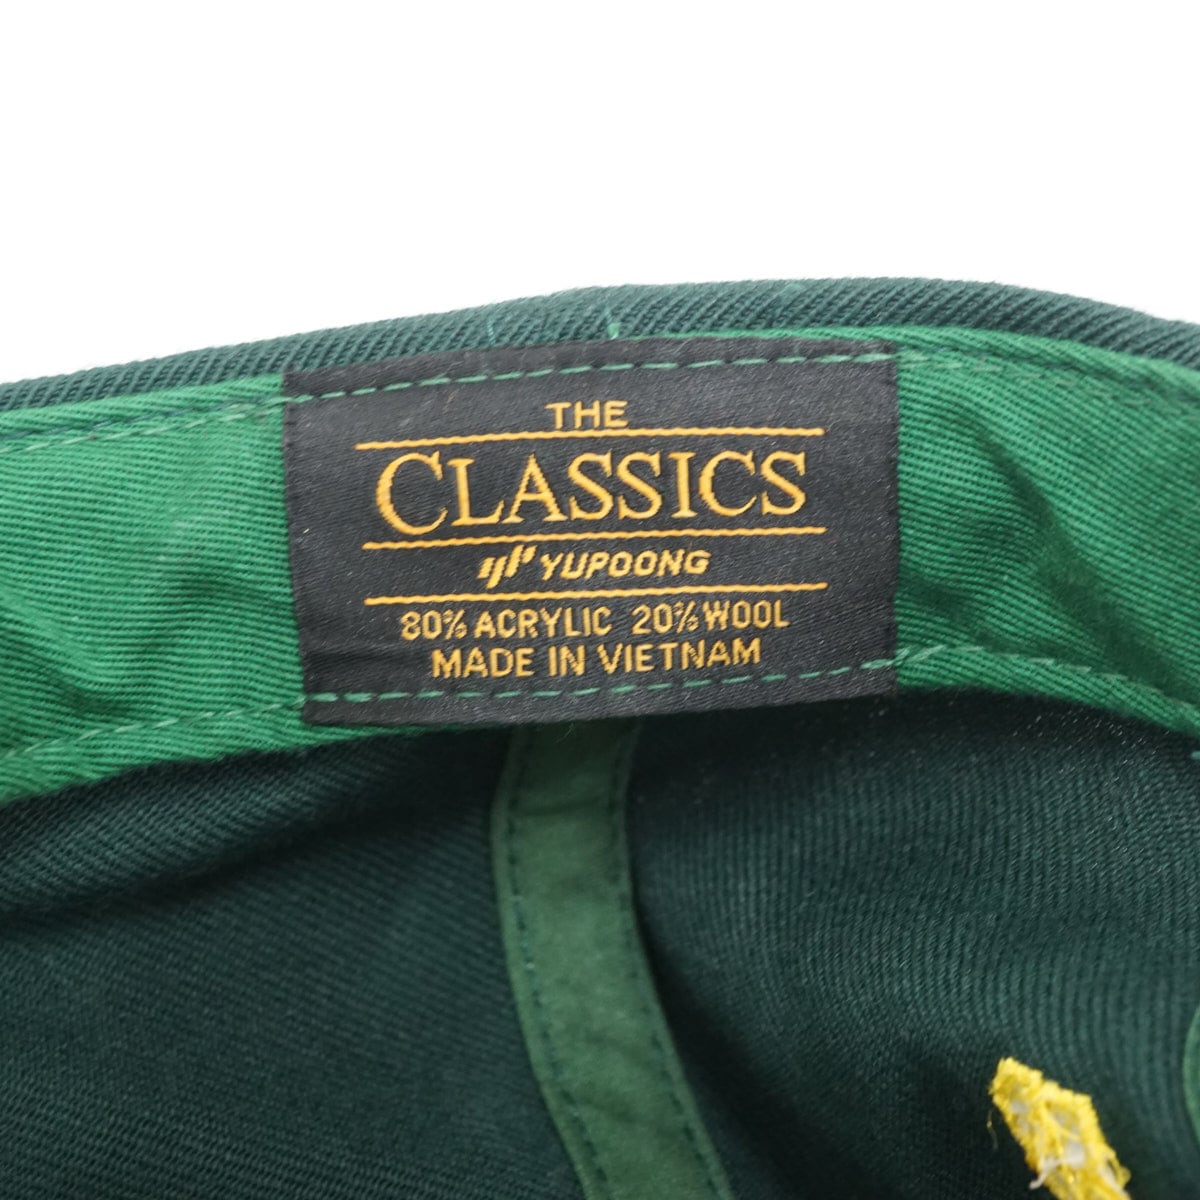 THE
CLASSICS
YUPOONG
80% ACRYLIC 20% WOOL
MADE IN VIETNAM